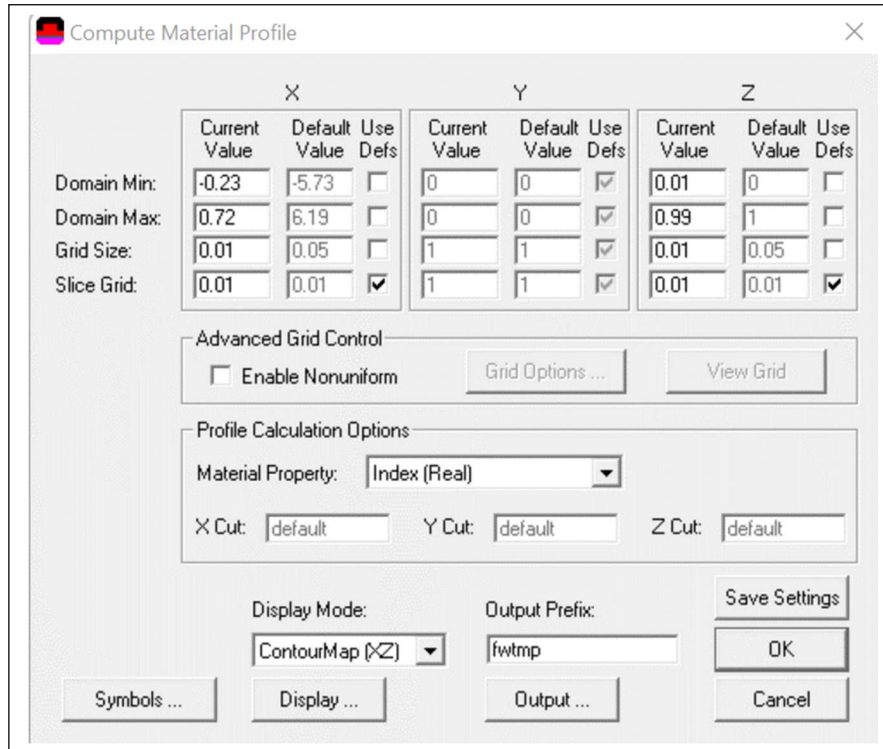 Compute Material Profile
X Y Z
Current Value Default Value Use Defs Current Value Default Value Use Defs Current Value Default Value Use Defs
Domain Min: -0.23 -5.73 0 0 0.01 0
Domain Max: 0.72 6.19 0 0 0.99 1
Grid Size: 0.01 0.05 1 1 0.01 0.05
Slice Grid: 0.01 0.01 1 1 0.01 0.01
Advanced Grid Control
Enable Nonuniform Grid Options ... View Grid
Profile Calculation Options
Material Property: Index (Real)
X Cut: default Y Cut: default Z Cut: default
Display Mode: Output Prefix: Save Settings
ContourMap (XZ) fwtmp OK
Symbols ... Display ... Output ... Cancel